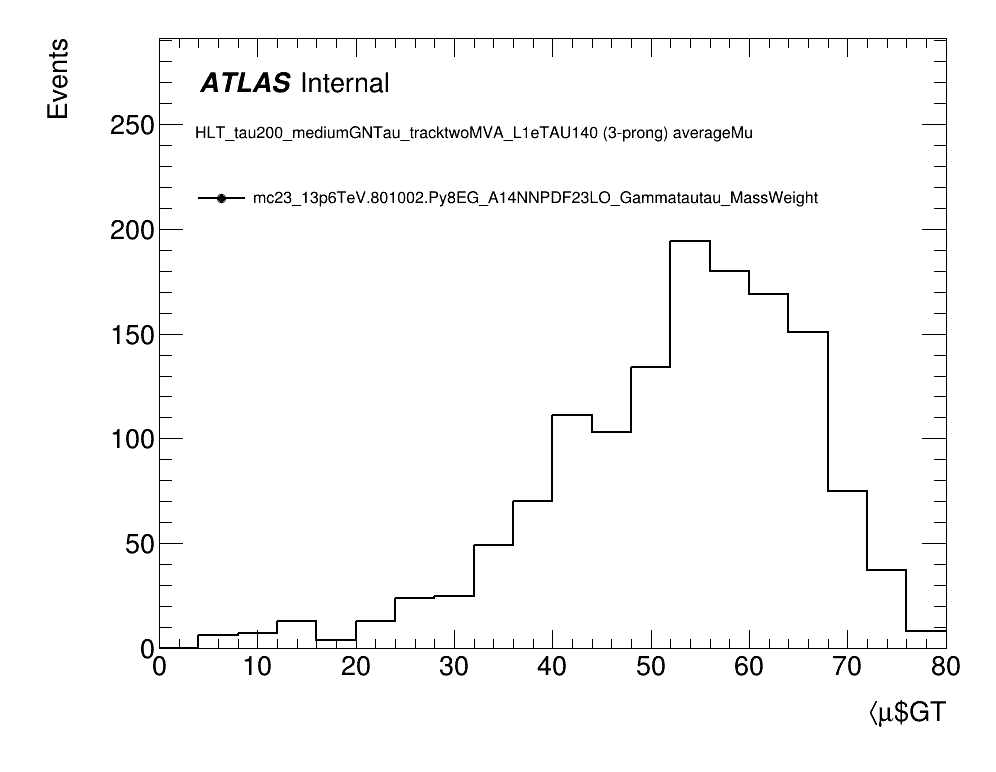 Events
ATLAS Internal
HLT_tau200_mediumGNTau_tracktwoMVA_L1eTAU140 (3-prong) averageMu
mc23_13p6TeV.801002.Py8EG_A14NNPDF23LO_Gammatautau_MassWeight
250
200
150
100
50
0
0 10 20 30 40 50 60 70 80
⟨μ$GT